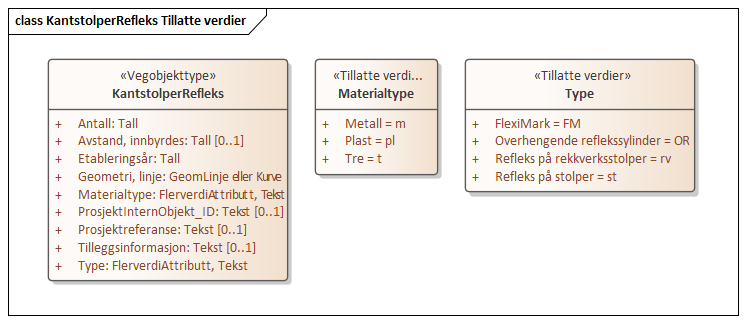 class KantstolperRefleks Tillatte verdier
«Vegobjekttype»
KantstolperRefleks
+ Antall: Tall
+ Avstand, innbyrdes: Tall [0..1]
+ Etableringsår: Tall
+ Geometri, linje: GeomLinje eller Kurve
+ Materialtype: FlerverdiAttributt, Tekst
+ ProsjektInternObjekt_ID: Tekst [0..1]
+ Prosjektreferanse: Tekst [0..1]
+ Tilleggsinformasjon: Tekst [0..1]
+ Type: FlerverdiAttributt, Tekst
«Tillatte verdi...
Materialtype
+ Metall = m
+ Plast = pl
+ Tre = t
«Tillatte verdier»
Type
+ FlexiMark = FM
+ Overhengende reflekssylinder = OR
+ Refleks på rekkverksstolper = rv
+ Refleks på stolper = st